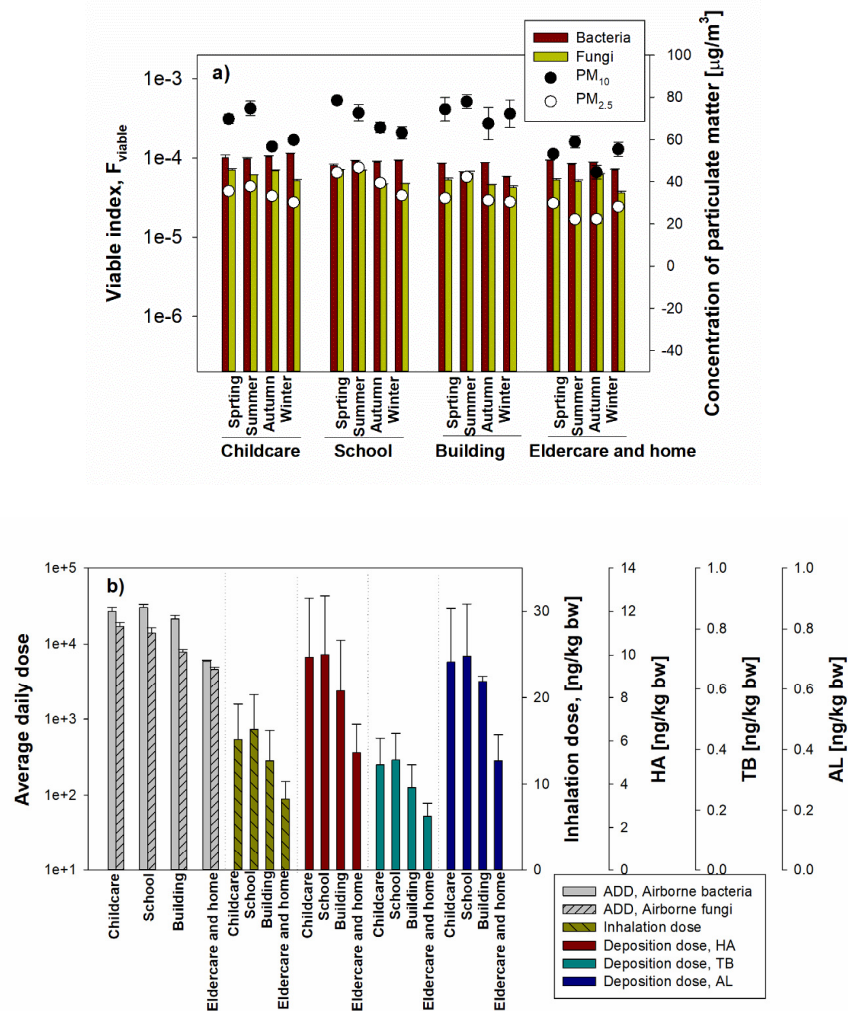 a)
Bacteria
Fungi
PM10
PM2.5
1e-3
1e-4
1e-5
1e-6
Viable index, Fviable
100
80
60
40
20
0
-20
-40
Concentration of particulate matter [µg/m3]
Sprting
Summer
Autumn
Winter
Sprting
Summer
Autumn
Winter
Sprting
Summer
Autumn
Winter
Sprting
Summer
Autumn
Winter
Childcare
School
Building
Eldercare and home
b)
1e+5
1e+4
1e+3
1e+2
1e+1
Average daily dose
30
20
10
0
Inhalation dose, [ng/kg bw]
14
12
10
8
6
4
2
0
HA [ng/kg bw]
1.0
0.8
0.6
0.4
0.2
0.0
TB [ng/kg bw]
1.0
0.8
0.6
0.4
0.2
0.0
AL [ng/kg bw]
Childcare
School
Building
Eldercare and home
Childcare
School
Building
Eldercare and home
Childcare
School
Building
Eldercare and home
Childcare
School
Building
Eldercare and home
Childcare
School
Building
Eldercare and home
ADD, Airborne bacteria
ADD, Airborne fungi
Inhalation dose
Deposition dose, HA
Deposition dose, TB
Deposition dose, AL